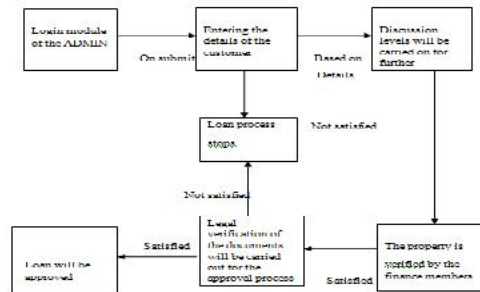 Login module
of the ADMIN
On submit
Entering the
details of the
customer
Based on
Details
Discussion
levels will be
carried on for
further
Loan process
stops.
Not satisfied
Not satisfied
Legal
verification of
the documents
will be carried
out for the
approval process
Satisfied
Loan will be
approved
The property is
verified by the
finance members
Satisfied